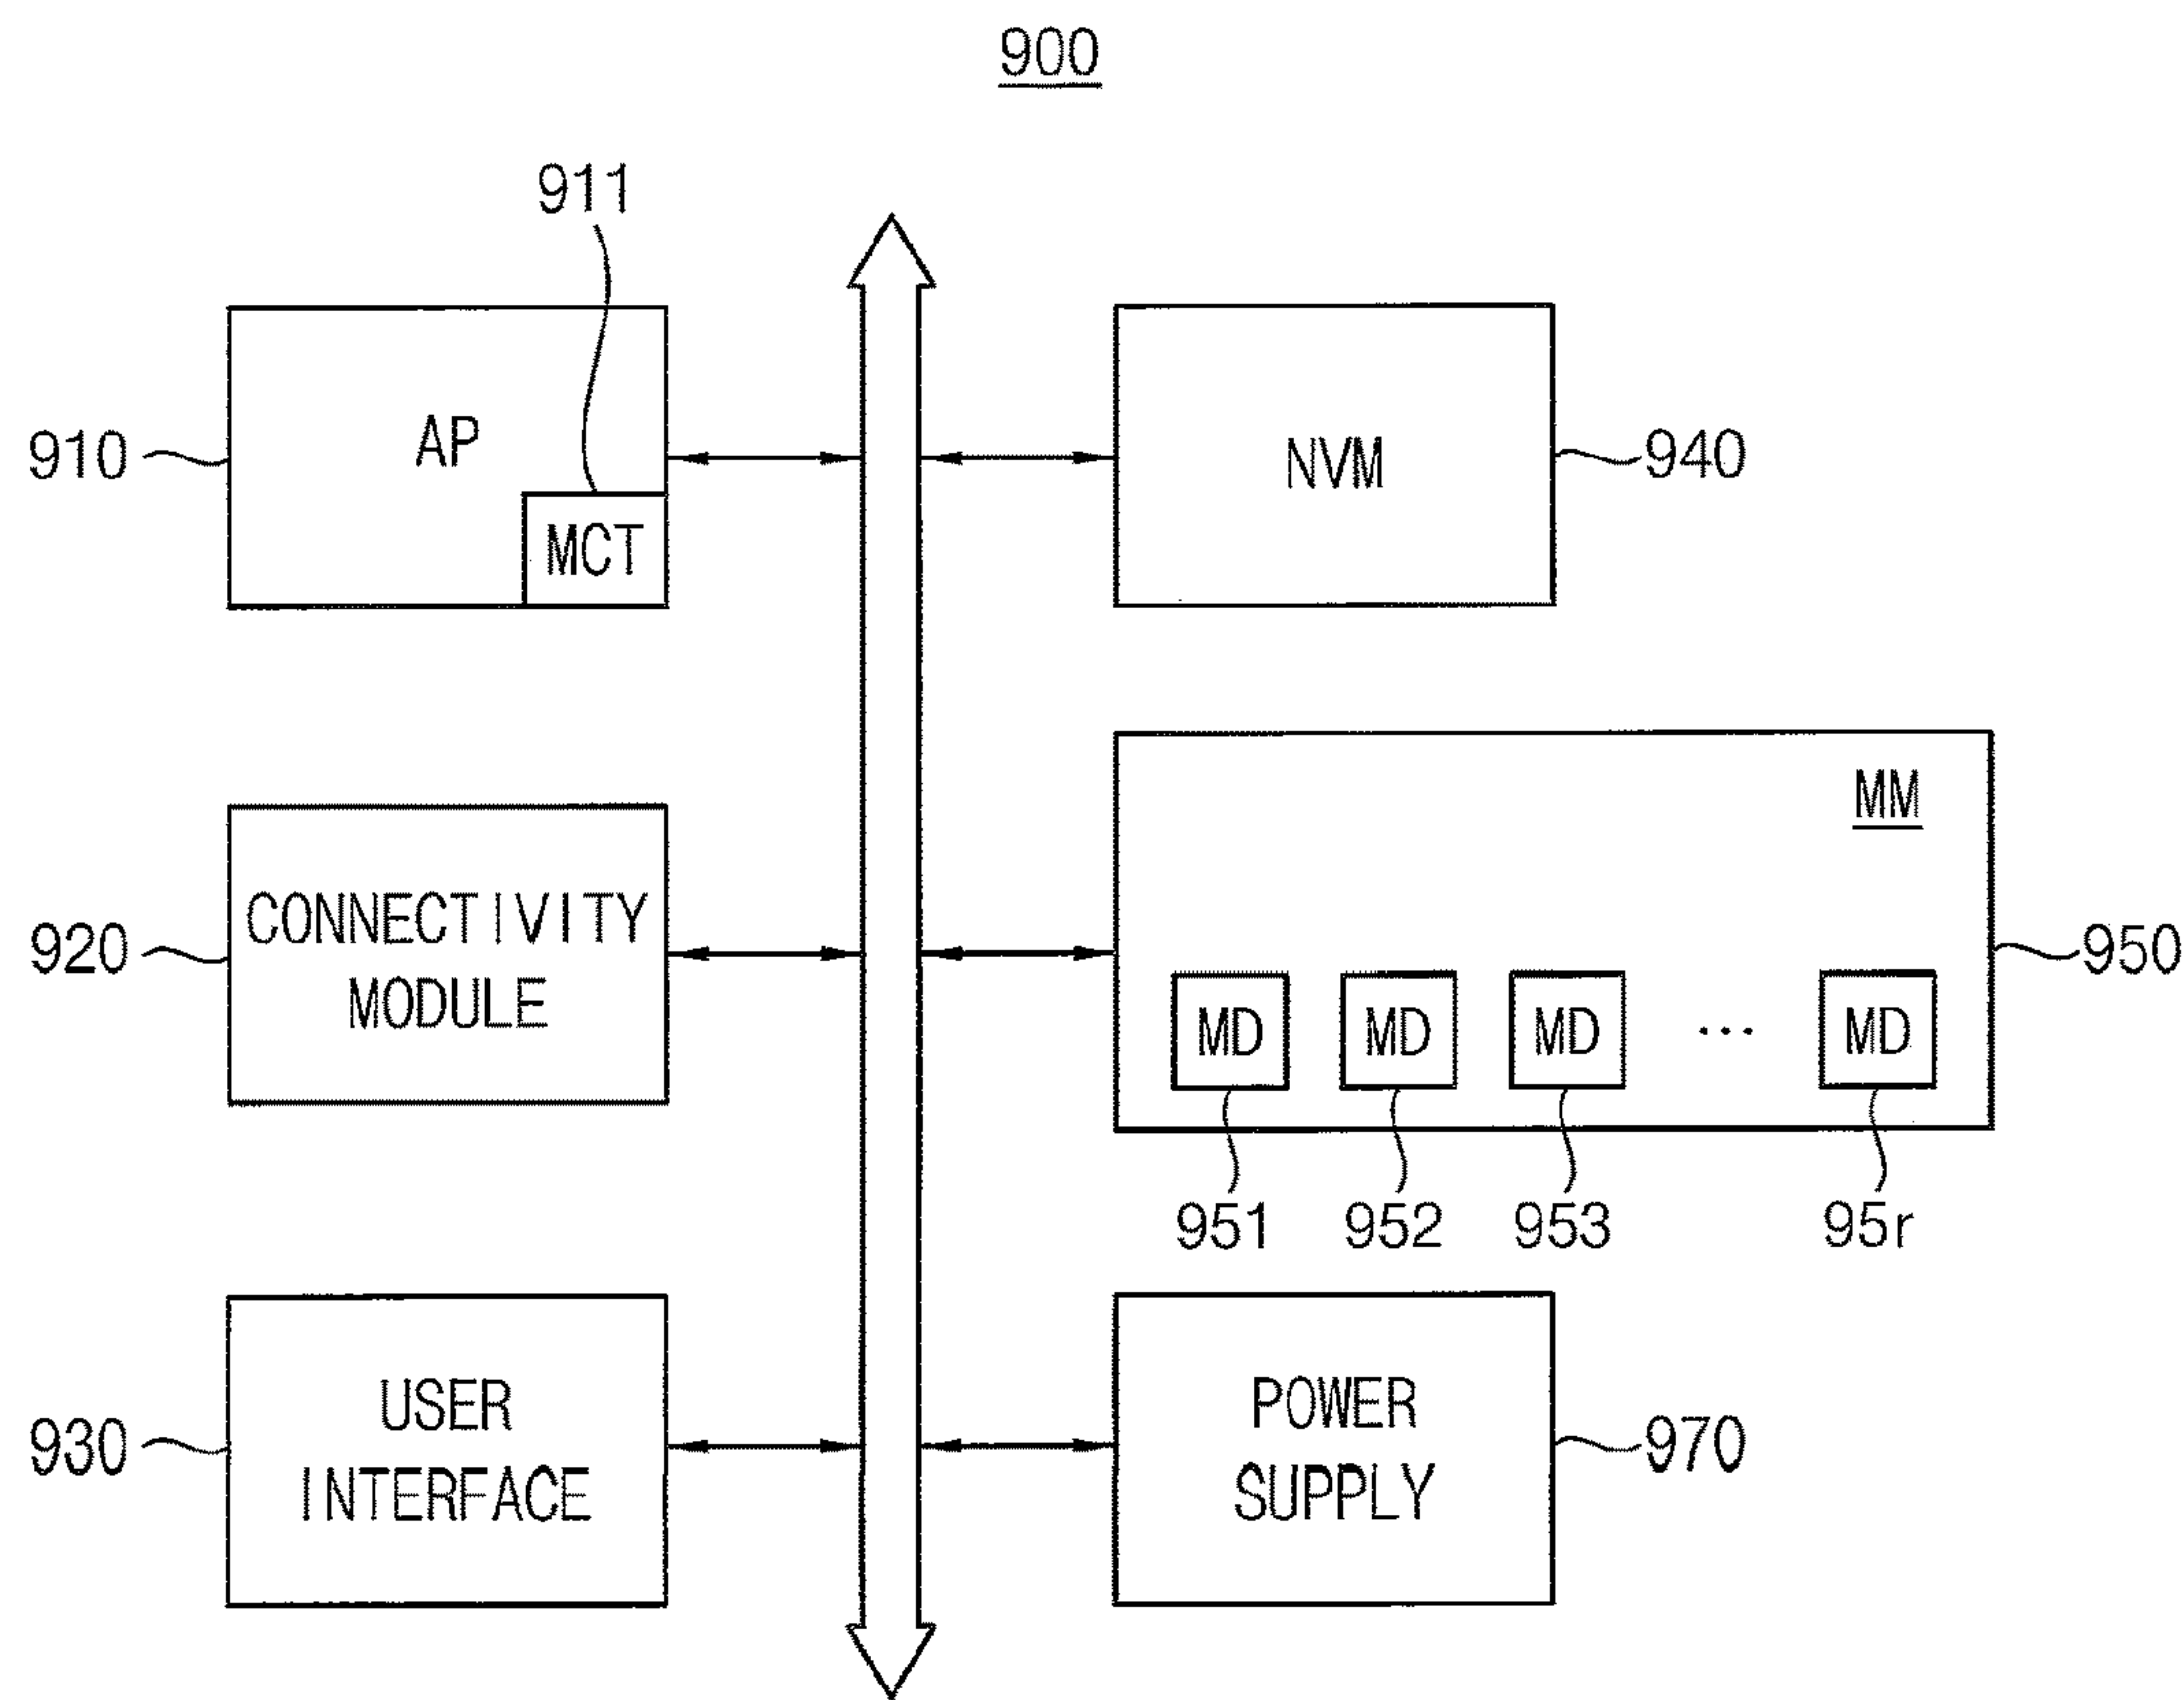 900
911
910
AP
MCT
NVM
940
920
CONNECTIVITY
MODULE
MM
MD
MD
MD
...
MD
950
951
952
953
95r
930
USER
INTERFACE
POWER
SUPPLY
970